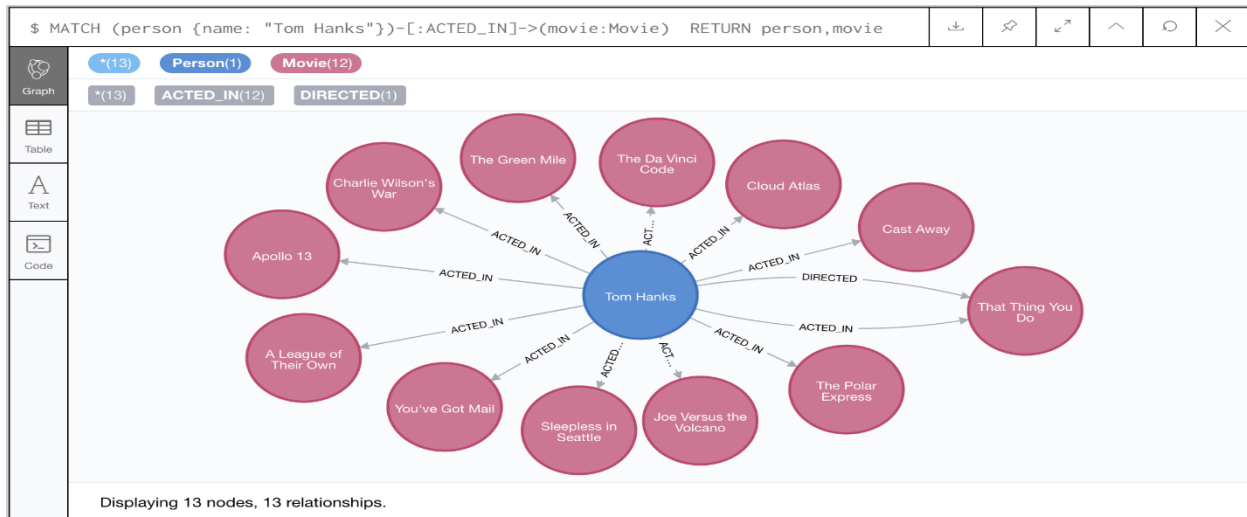 $ MATCH (person {name: "Tom Hanks"})-[:ACTED_IN]->(movie:Movie)  RETURN person,movie
*(13) Person(1) Movie(12)
*(13) ACTED_IN(12) DIRECTED(1)
Graph
Table
A
Text
Code
The Green Mile
The Da Vinci
Code
Charlie Wilson's
War
Cloud Atlas
Cast Away
Apollo 13
Tom Hanks
That Thing You
Do
A League of
Their Own
The Polar
Express
You've Got Mail
Sleepless in
Seattle
Joe Versus the
Volcano
ACTED_IN
ACTED_IN
ACT...
ACTED_IN
ACTED_IN
DIRECTED
ACTED_IN
ACTED_IN
ACT...
ACTED...
ACTED_IN
ACTED_IN
ACTED_IN
Displaying 13 nodes, 13 relationships.